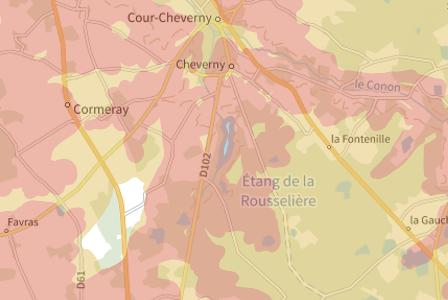 Cour-Cheverny
Cheverny
le Conon
Cormeray
la Fontenille
D102
Étang de la
Rousselière
Favras
la Gauch
D61